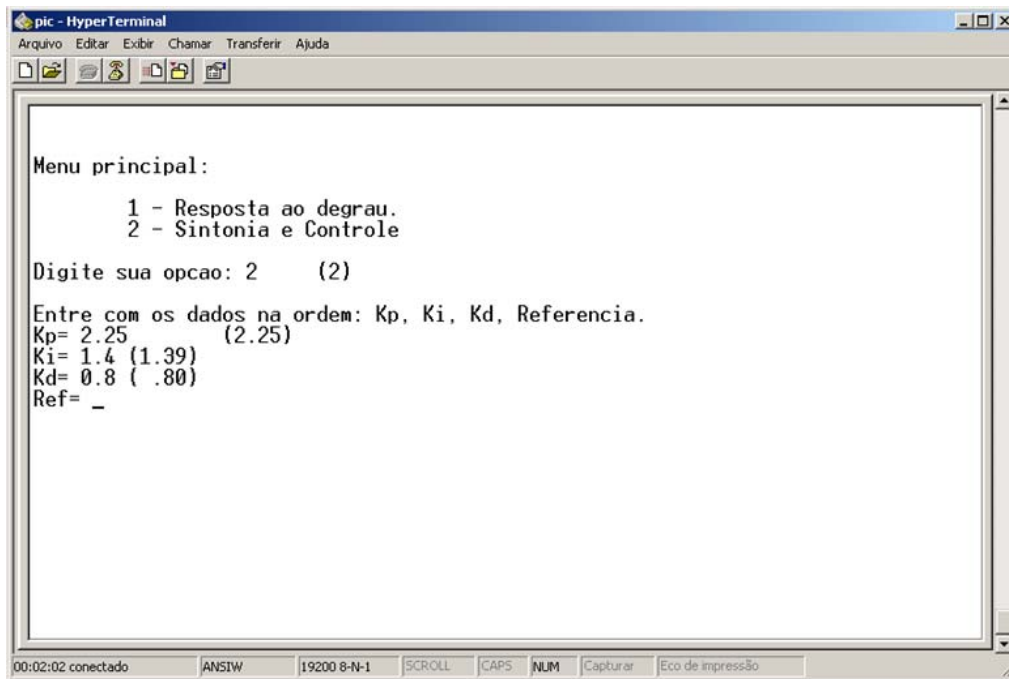 pic - HyperTerminal
Arquivo Editar Exibir Chamar Transferir Ajuda
Menu principal:
1 - Resposta ao degrau.
2 - Sintonia e Controle
Digite sua opcao: 2 (2)
Entre com os dados na ordem: Kp, Ki, Kd, Referencia.
Kp= 2.25 (2.25)
Ki= 1.4 (1.39)
Kd= 0.8 ( .80)
Ref= _
00:02:02 conectado ANSIW 19200 8-N-1 SCROLL CAPS NUM Capturar Eco de impressão